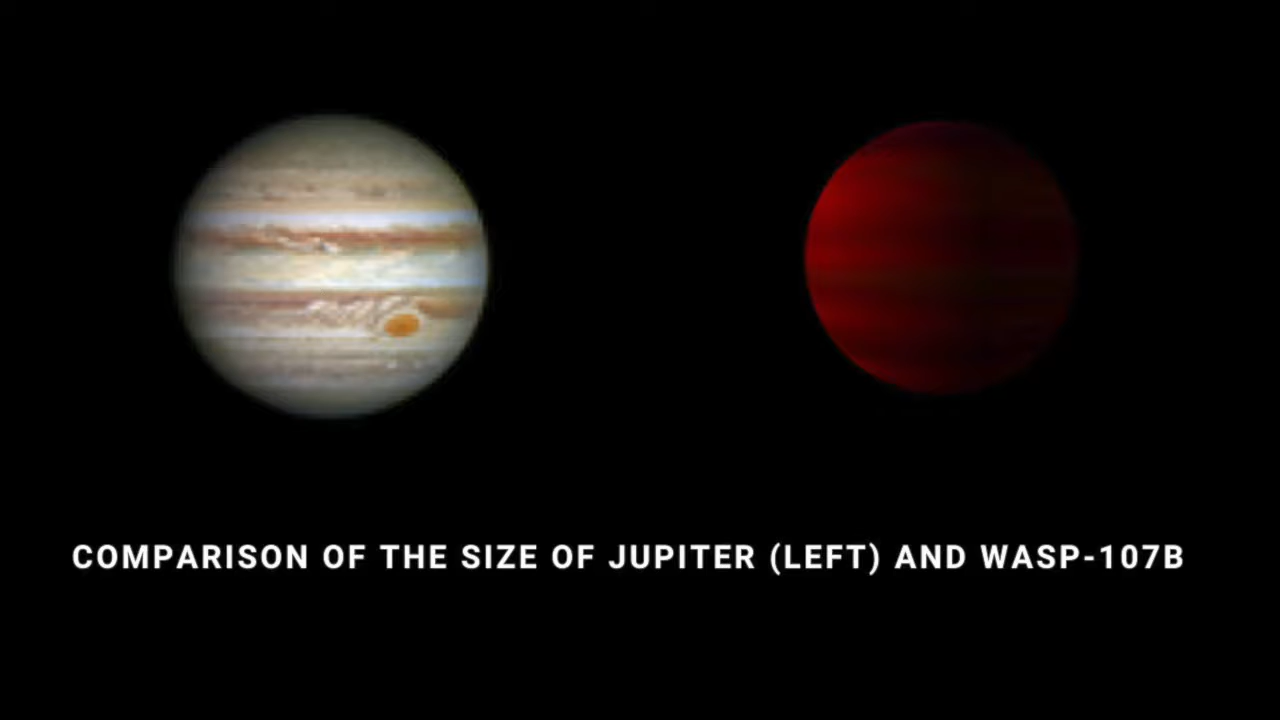 COMPARISON OF THE SIZE OF JUPITER (LEFT) AND WASP-107B